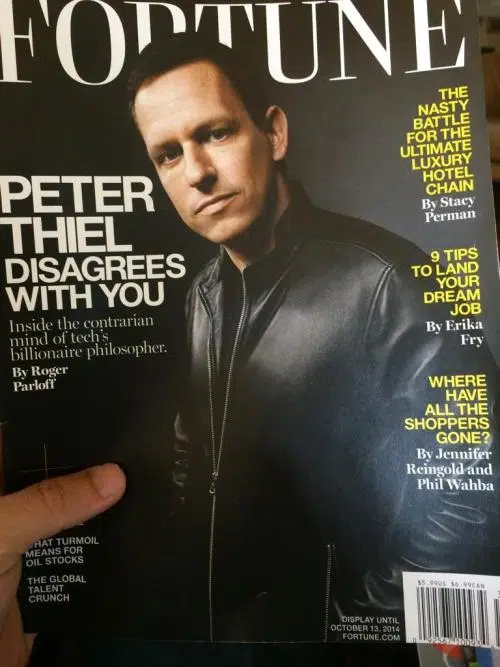 FORTUNE
PETER
THIEL
DISAGREES
WITH YOU
Inside the contrarian
mind of tech's
billionaire philosopher.
By Roger
Parloff
THE
NASTY
BATTLE
FOR THE
ULTIMATE
LUXURY
HOTEL
CHAIN
By Stacy
Perman
9 TIPS
TO LAND
YOUR
DREAM
JOB
By Erika
Fry
WHERE
HAVE
ALL THE
SHOPPERS
GONE?
By Jennifer
Reingold and
Phil Wahba
HAT TURMOIL
MEANS FOR
OIL STOCKS
THE GLOBAL
TALENT
CRUNCH
DISPLAY UNTIL
OCTOBER 13, 2014
FORTUNE.COM
$5.99US $6.99CAN